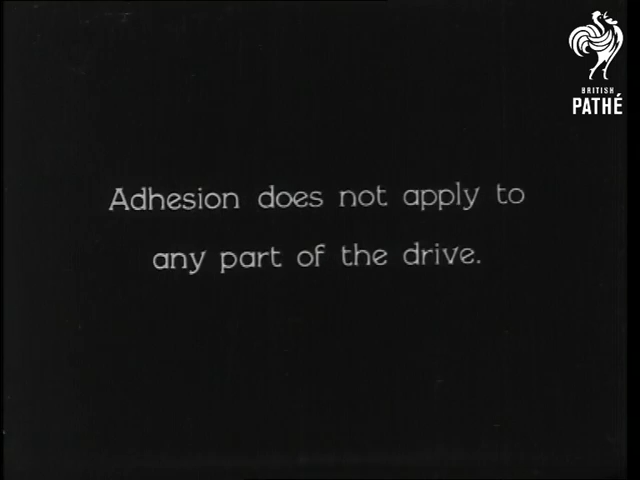 BRITISH
PATHÉ
Adhesion does not apply to
any part of the drive.